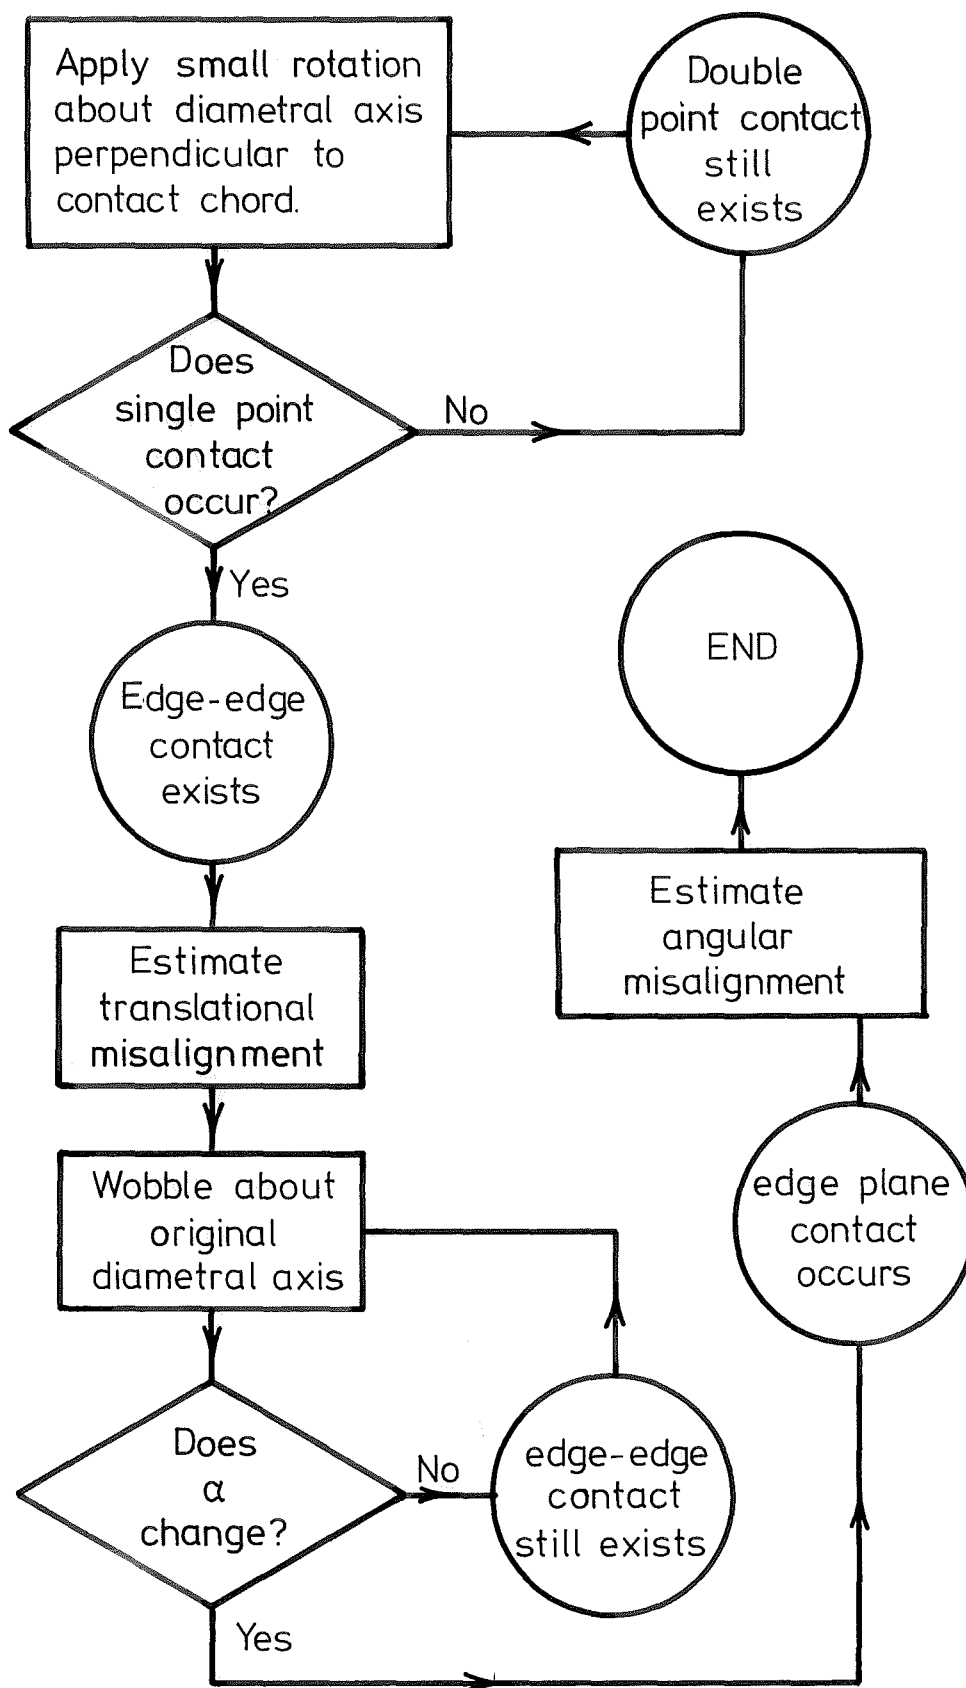 Apply small rotation
about diametral axis
perpendicular to
contact chord.
Double
point contact
still
exists
Does
single point
contact
occur?
No
Yes
Edge-edge
contact
exists
END
Estimate
translational
misalignment
Estimate
angular
misalignment
Wobble about
original
diametral axis
edge plane
contact
occurs
Does
α
change?
No
edge-edge
contact
still exists
Yes